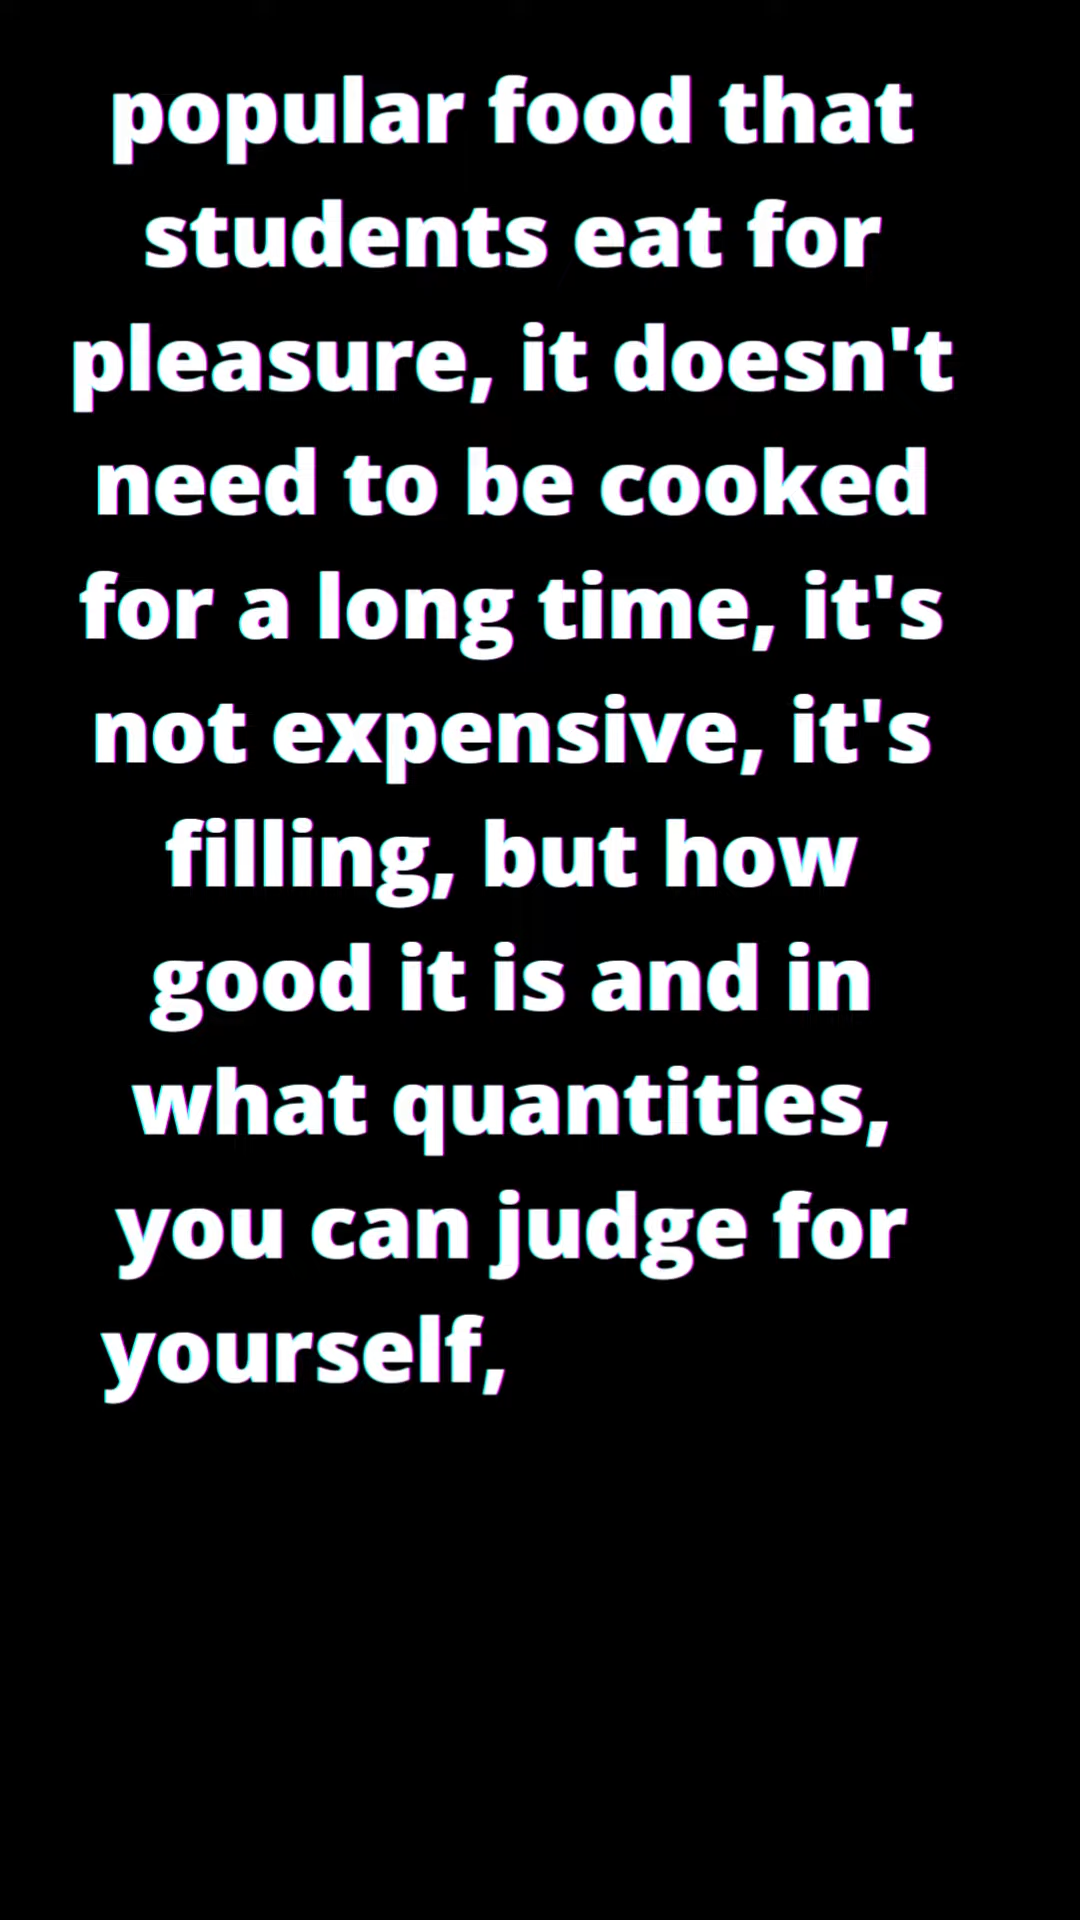 popular food that
students eat for
pleasure, it doesn't
need to be cooked
for a long time, it's
not expensive, it's
filling, but how
good it is and in
what quantities,
you can judge for
yourself,